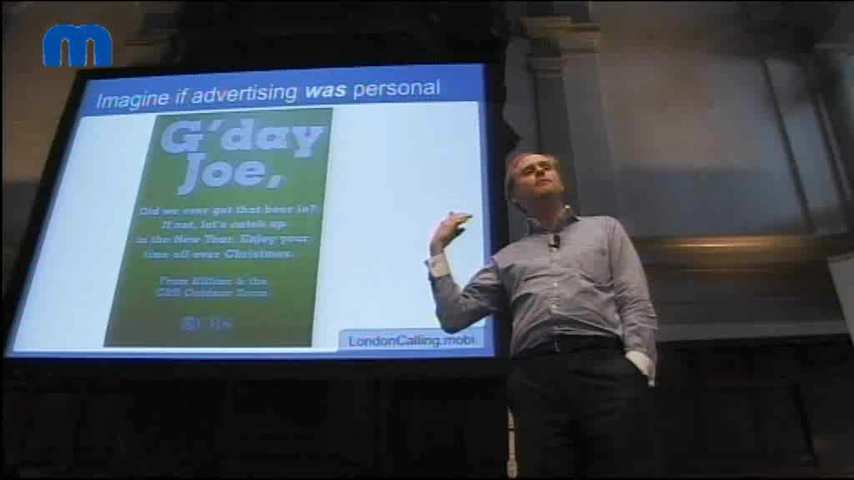 m
Imagine if advertising was personal
G'day
Joe,
Did we ever get that beer in?
If not, let's catch up
in the New Year. Enjoy your
time off over Christmas.
From Killian & the
CBS Outdoor Team
LondonCalling.mobi